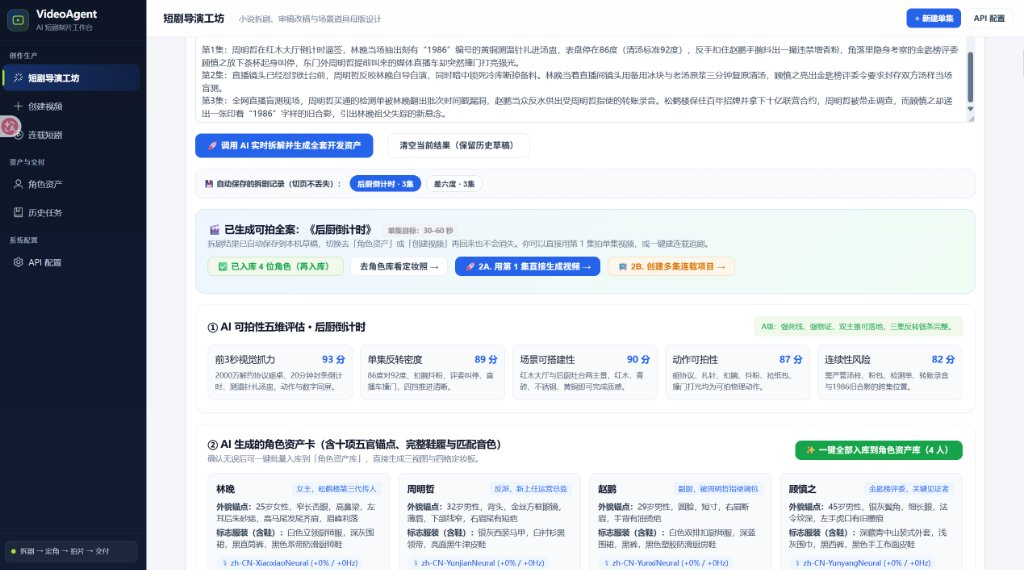 VideoAgent
AI 短剧制片工作台
创作生产
短剧导演工坊
创建视频
连载短剧
资产与交付
角色资产
历史任务
系统配置
API 配置
拆剧 → 定角 → 拍片 → 交付
短剧导演工坊 · 小说拆剧、审稿改稿与场景道具母版设计
+ 新建单集
API 配置
第1集：周明哲在红木大厅倒计时逼签，林晚当场抽出刻有“1986”编号的黄铜测温针扎进汤盅，表盘停在86度（清汤标准92度），反手扣住赵鹏手腕抖出一撮违禁增香粉，角落里隐身考察的金匙榜评委
顾慎之放下茶杯起身叫停，东门外周明哲提前叫来的媒体直播车却突然撞门打亮强光。
第2集：直播镜头已经怼到灶台前，周明哲反咬林晚自导自演，同时暗中锁死冷库断掉备料。林晚当着直播间镜头用备用冰块与老汤原浆三分钟复原清汤，顾慎之亮出金匙榜评委令要求封存双方汤样当场
盲测。
第3集：全网直播盲测现场，周明哲买通的检测单被林晚翻出批次时间戳漏洞，赵鹏当众反水供出受周明哲指使的转账录音。松鹤楼保住百年招牌并拿下十亿联营合约，周明哲被带走调查，而顾慎之却递
出一张印着“1986”字样的旧合影，引出林晚祖父失踪的新悬念。
🚀 调用 AI 实时拆解并生成全套开发资产
清空当前结果（保留历史草稿）
💾 自动保存的拆剧记录（切页不丢失）：
后厨倒计时 · 3集
差六度 · 3集
🎬 已生成可拍全案：《后厨倒计时》 单集目标：30–60 秒
拆剧结果已自动保存到本机草稿，切换去「角色资产」或「创建视频」再回来也不会消失。你可以直接用第 1 集拍单集视频，或一键建连载追剧。
✅ 已入库 4 位角色（再入库）
去角色库看定妆照 →
🚀 2A. 用第 1 集直接生成视频 →
📺 2B. 创建多集连载项目 →
① AI 可拍性五维评估 · 后厨倒计时
A级：强死线、强物证、双主景可落地，三集反转链条完整。
前3秒视觉抓力 93 分
2000万解约协议砸桌、20分钟封条倒计时、测温针扎汤盅，动作与数字同屏。
单集反转密度 89 分
86度对92度、扣腕抖粉、评委叫停、直播车撞门，四挡推进清晰。
场景可搭建性 90 分
红木大厅与后厨灶台两主景，红木、青砖、不锈钢、黄铜即可完成质感。
动作可拍性 87 分
砸协议、扎针、扣腕、抖粉、抢纸包、撞门打光均为可拍物理动作。
连续性风险 82 分
需严管汤样、粉包、检测单、转账录音与1986旧合影的跨集位置。
② AI 生成的角色资产卡（含十项五官锚点、完整鞋履与匹配音色）
确认无误后可一键批量入库到「角色资产库」，直接生成三视图与四格定妆板。
✨ 一键全部入库到角色资产库（4 人）
林晚 女主，松鹤楼第三代传人
外貌锚点： 25岁女性，窄长杏眼，高鼻梁，左耳后朱砂痣，高马尾发尾齐肩，眉峰利落
标志服装（含鞋）： 白色立领厨师服，深灰围裙，黑直筒裤，黑色系带防滑厨师鞋
zh-CN-XiaoxiaoNeural (+0% / +0Hz)
周明哲 反派，新上任运营总监
外貌锚点： 32岁男性，背头，金丝方框眼镜，薄唇，下颌线窄，右眉尾有短疤
标志服装（含鞋）： 银灰西装马甲，白衬衫黑领带，亮面黑牛津皮鞋
zh-CN-YunjianNeural (+0% / +0Hz)
赵鹏 副厨，被周明哲指使调包
外貌锚点： 29岁男性，圆脸，短寸，右眉断眉，手背有油烫疤
标志服装（含鞋）： 白色双排扣厨师服，深蓝围裙，黑裤，黑色塑胶防滑厨房鞋
zh-CN-YunxiNeural (+0% / +0Hz)
顾慎之 金匙榜评委，关键见证者
外貌锚点： 45岁男性，银灰鬓角，细长眼，法令纹深，左手虎口有旧磨痕
标志服装（含鞋）： 深藏青中山装式外套，浅灰围巾，黑西裤，黑色手工布面皮鞋
zh-CN-YunyangNeural (+0% / +0Hz)